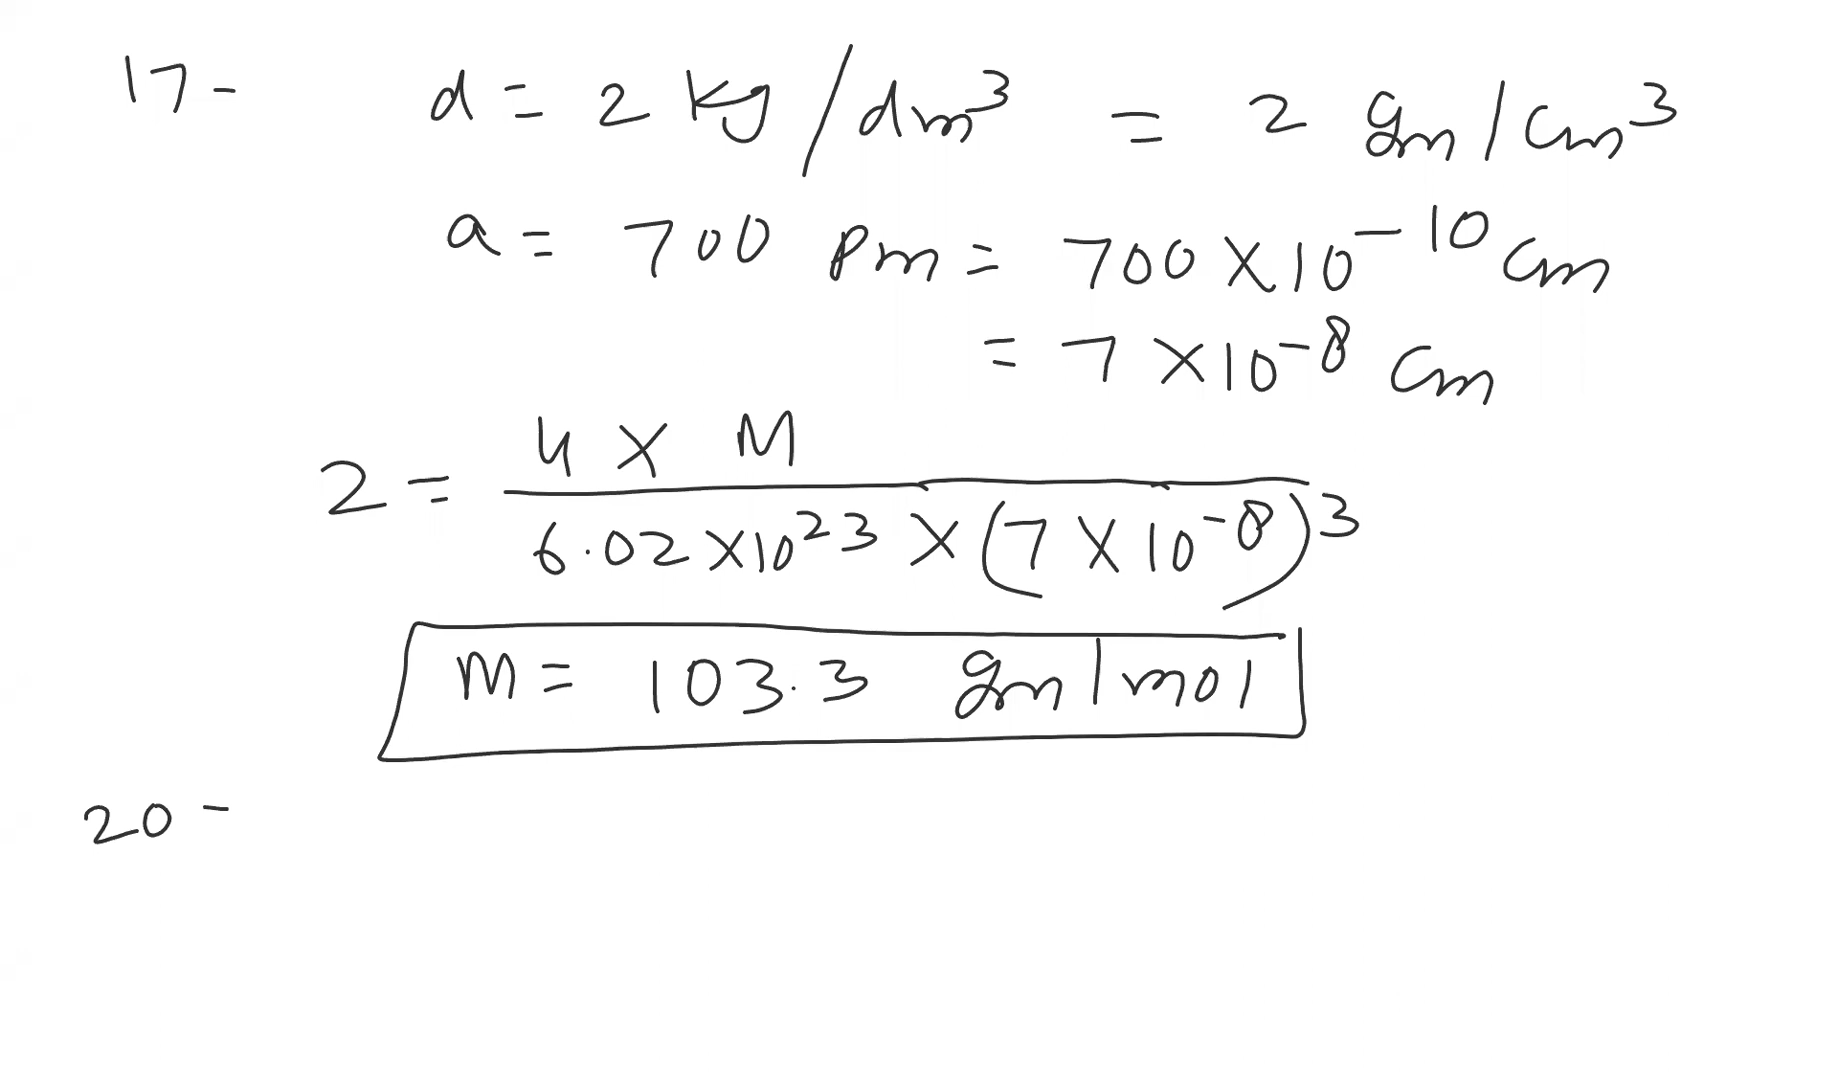 17- d = 2 kg/dm³ = 2 gm/cm³
a = 700 Pm = 700 X 10⁻¹⁰ cm
= 7 X 10⁻⁸ cm
2 = 4 X M / 6.02 X 10²³ X (7 X 10⁻⁸)³
M = 103.3 gm/mol
20 -